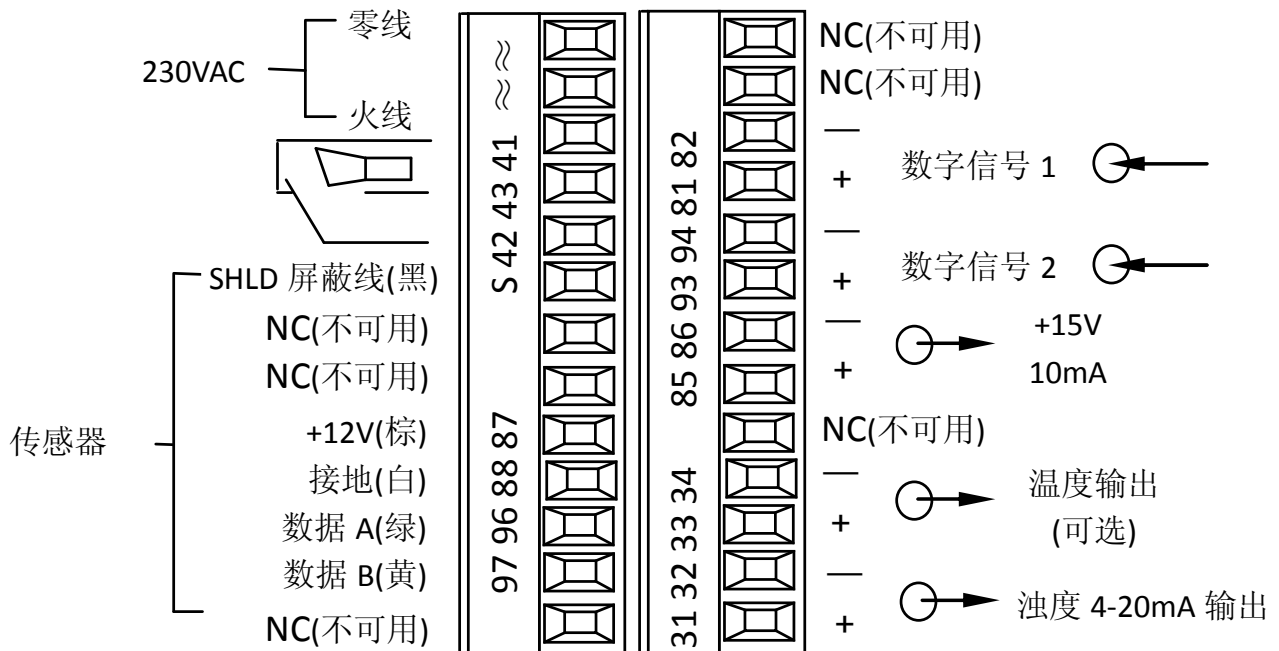 零线
230VAC
火线
SHLD 屏蔽线(黑)
NC(不可用)
NC(不可用)
传感器
+12V(棕)
接地(白)
数据 A(绿)
数据 B(黄)
NC(不可用)
≈ ≈
S 42 43 41
97 96 88 87
82
81
94
93
86
85
34
33
32
31
NC(不可用)
NC(不可用)
—
+
数字信号 1
—
+
数字信号 2
—
+
+15V
10mA
NC(不可用)
—
+
温度输出
(可选)
—
+
浊度 4-20mA 输出